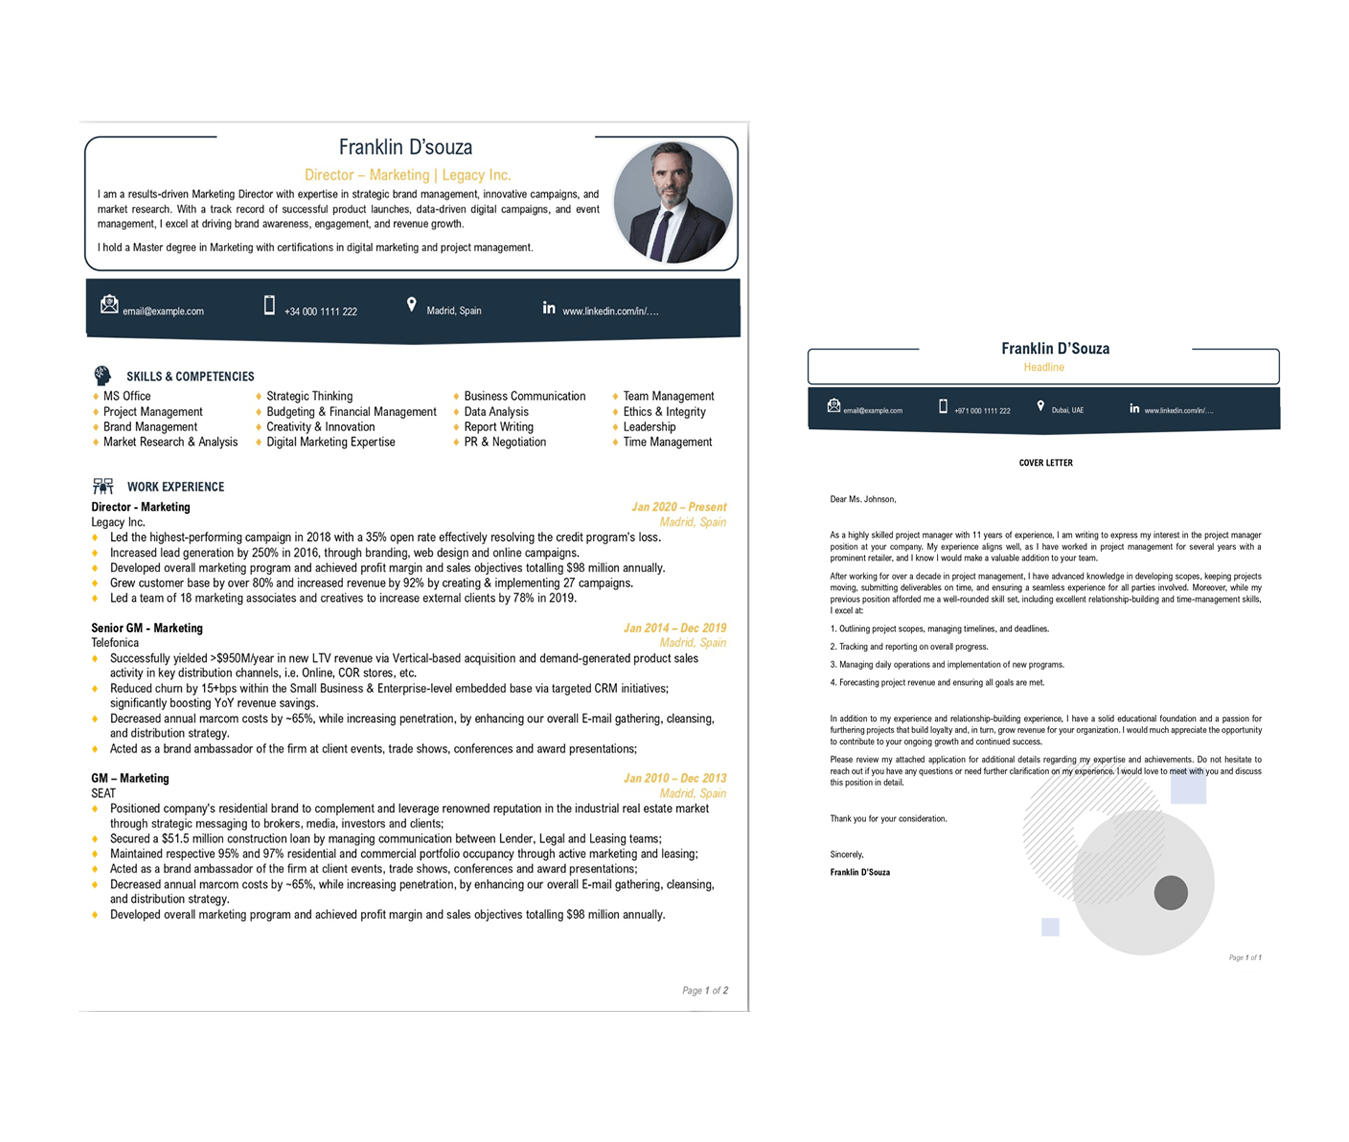 Franklin D'souza
Director – Marketing | Legacy Inc.
I am a results-driven Marketing Director with expertise in strategic brand management, innovative campaigns, and
market research. With a track record of successful product launches, data-driven digital campaigns, and event
management, I excel at driving brand awareness, engagement, and revenue growth.
I hold a Master degree in Marketing with certifications in digital marketing and project management.
email@example.com
+34 000 1111 222
Madrid, Spain
in www.linkedin.com/in/....
SKILLS & COMPETENCIES
MS Office
Project Management
Brand Management
Market Research & Analysis
Strategic Thinking
Budgeting & Financial Management
Creativity & Innovation
Digital Marketing Expertise
Business Communication
Data Analysis
Report Writing
PR & Negotiation
Team Management
Ethics & Integrity
Leadership
Time Management
WORK EXPERIENCE
Director - Marketing Jan 2020 – Present
Legacy Inc. Madrid, Spain
Led the highest-performing campaign in 2018 with a 35% open rate effectively resolving the credit program's loss.
Increased lead generation by 250% in 2016, through branding, web design and online campaigns.
Developed overall marketing program and achieved profit margin and sales objectives totalling $98 million annually.
Grew customer base by over 80% and increased revenue by 92% by creating & implementing 27 campaigns.
Led a team of 18 marketing associates and creatives to increase external clients by 78% in 2019.
Senior GM - Marketing Jan 2014 – Dec 2019
Telefonica Madrid, Spain
Successfully yielded >$950M/year in new LTV revenue via Vertical-based acquisition and demand-generated product sales
activity in key distribution channels, i.e. Online, COR stores, etc.
Reduced churn by 15+bps within the Small Business & Enterprise-level embedded base via targeted CRM initiatives;
significantly boosting YoY revenue savings.
Decreased annual marcom costs by ~65%, while increasing penetration, by enhancing our overall E-mail gathering, cleansing,
and distribution strategy.
Acted as a brand ambassador of the firm at client events, trade shows, conferences and award presentations;
GM – Marketing Jan 2010 – Dec 2013
SEAT Madrid, Spain
Positioned company's residential brand to complement and leverage renowned reputation in the industrial real estate market
through strategic messaging to brokers, media, investors and clients;
Secured a $51.5 million construction loan by managing communication between Lender, Legal and Leasing teams;
Maintained respective 95% and 97% residential and commercial portfolio occupancy through active marketing and leasing;
Acted as a brand ambassador of the firm at client events, trade shows, conferences and award presentations;
Decreased annual marcom costs by ~65%, while increasing penetration, by enhancing our overall E-mail gathering, cleansing,
and distribution strategy.
Developed overall marketing program and achieved profit margin and sales objectives totalling $98 million annually.
Page 1 of 2
Franklin D'Souza
Headline
email@example.com
+971 000 1111 222
Dubai, UAE
in www.linkedin.com/in/....
COVER LETTER
Dear Ms. Johnson,
As a highly skilled project manager with 11 years of experience, I am writing to express my interest in the project manager
position at your company. My experience aligns well, as I have worked in project management for several years with a
prominent retailer, and I know I would make a valuable addition to your team.
After working for over a decade in project management, I have advanced knowledge in developing scopes, keeping projects
moving, submitting deliverables on time, and ensuring a seamless experience for all parties involved. Moreover, while my
previous position afforded me a well-rounded skill set, including excellent relationship-building and time-management skills,
I excel at:
1. Outlining project scopes, managing timelines, and deadlines.
2. Tracking and reporting on overall progress.
3. Managing daily operations and implementation of new programs.
4. Forecasting project revenue and ensuring all goals are met.
In addition to my experience and relationship-building experience, I have a solid educational foundation and a passion for
furthering projects that build loyalty and, in turn, grow revenue for your organization. I would much appreciate the opportunity
to contribute to your ongoing growth and continued success.
Please review my attached application for additional details regarding my expertise and achievements. Do not hesitate to
reach out if you have any questions or need further clarification on my experience. I would love to meet with you and discuss
this position in detail.
Thank you for your consideration.
Sincerely,
Franklin D'Souza
Page 1 of 1